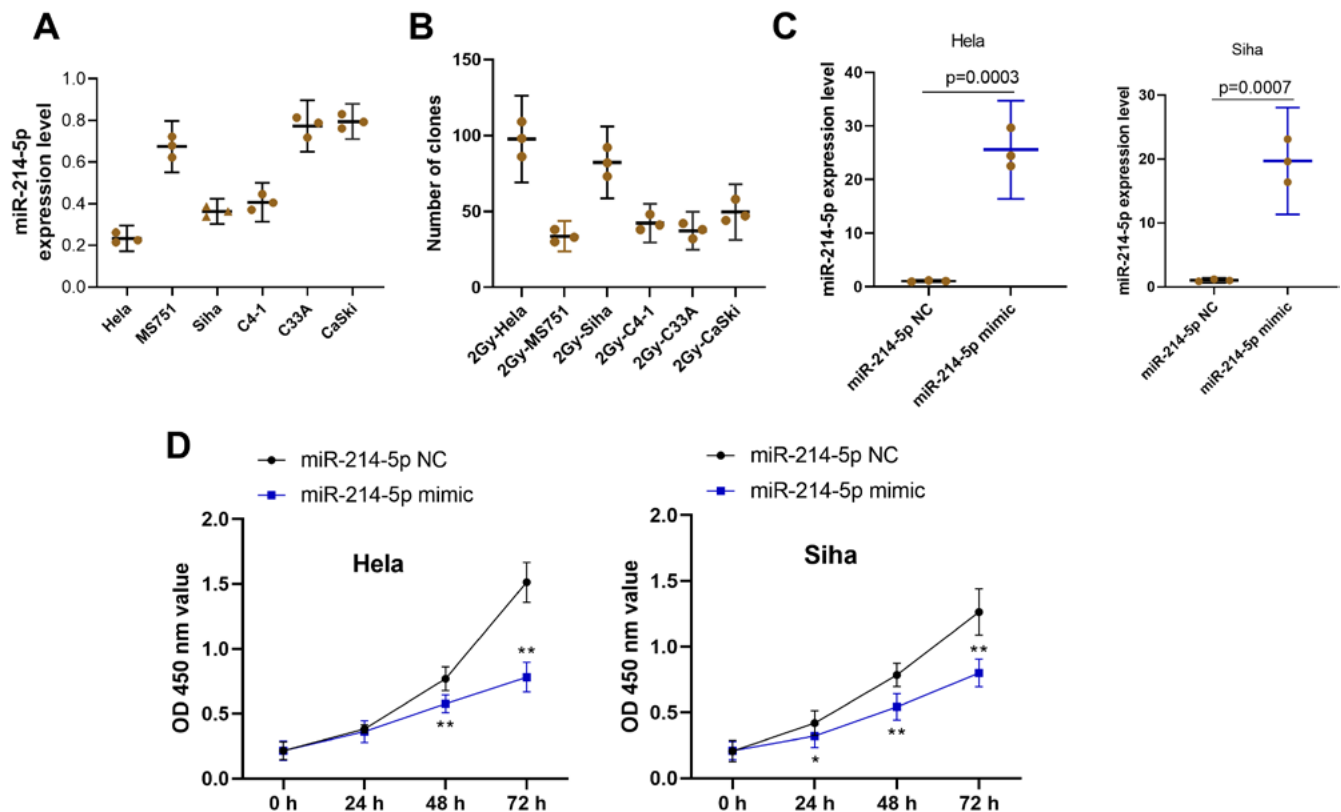 A
miR-214-5p
expression level
1.0
0.8
0.6
0.4
0.2
0.0
Hela
MS751
Siha
C4-1
C33A
CaSki
B
Number of clones
150
100
50
0
2Gy-Hela
2Gy-MS751
2Gy-Siha
2Gy-C4-1
2Gy-C33A
2Gy-CaSki
C
Hela
p=0.0003
miR-214-5p expression level
40
30
20
10
0
miR-214-5p NC
miR-214-5p mimic
Siha
p=0.0007
miR-214-5p expression level
30
20
10
0
miR-214-5p NC
miR-214-5p mimic
D
miR-214-5p NC
miR-214-5p mimic
Hela
OD 450 nm value
2.0
1.5
1.0
0.5
0.0
**
**
0 h
24 h
48 h
72 h
miR-214-5p NC
miR-214-5p mimic
Siha
OD 450 nm value
2.0
1.5
1.0
0.5
0.0
*
**
**
0 h
24 h
48 h
72 h